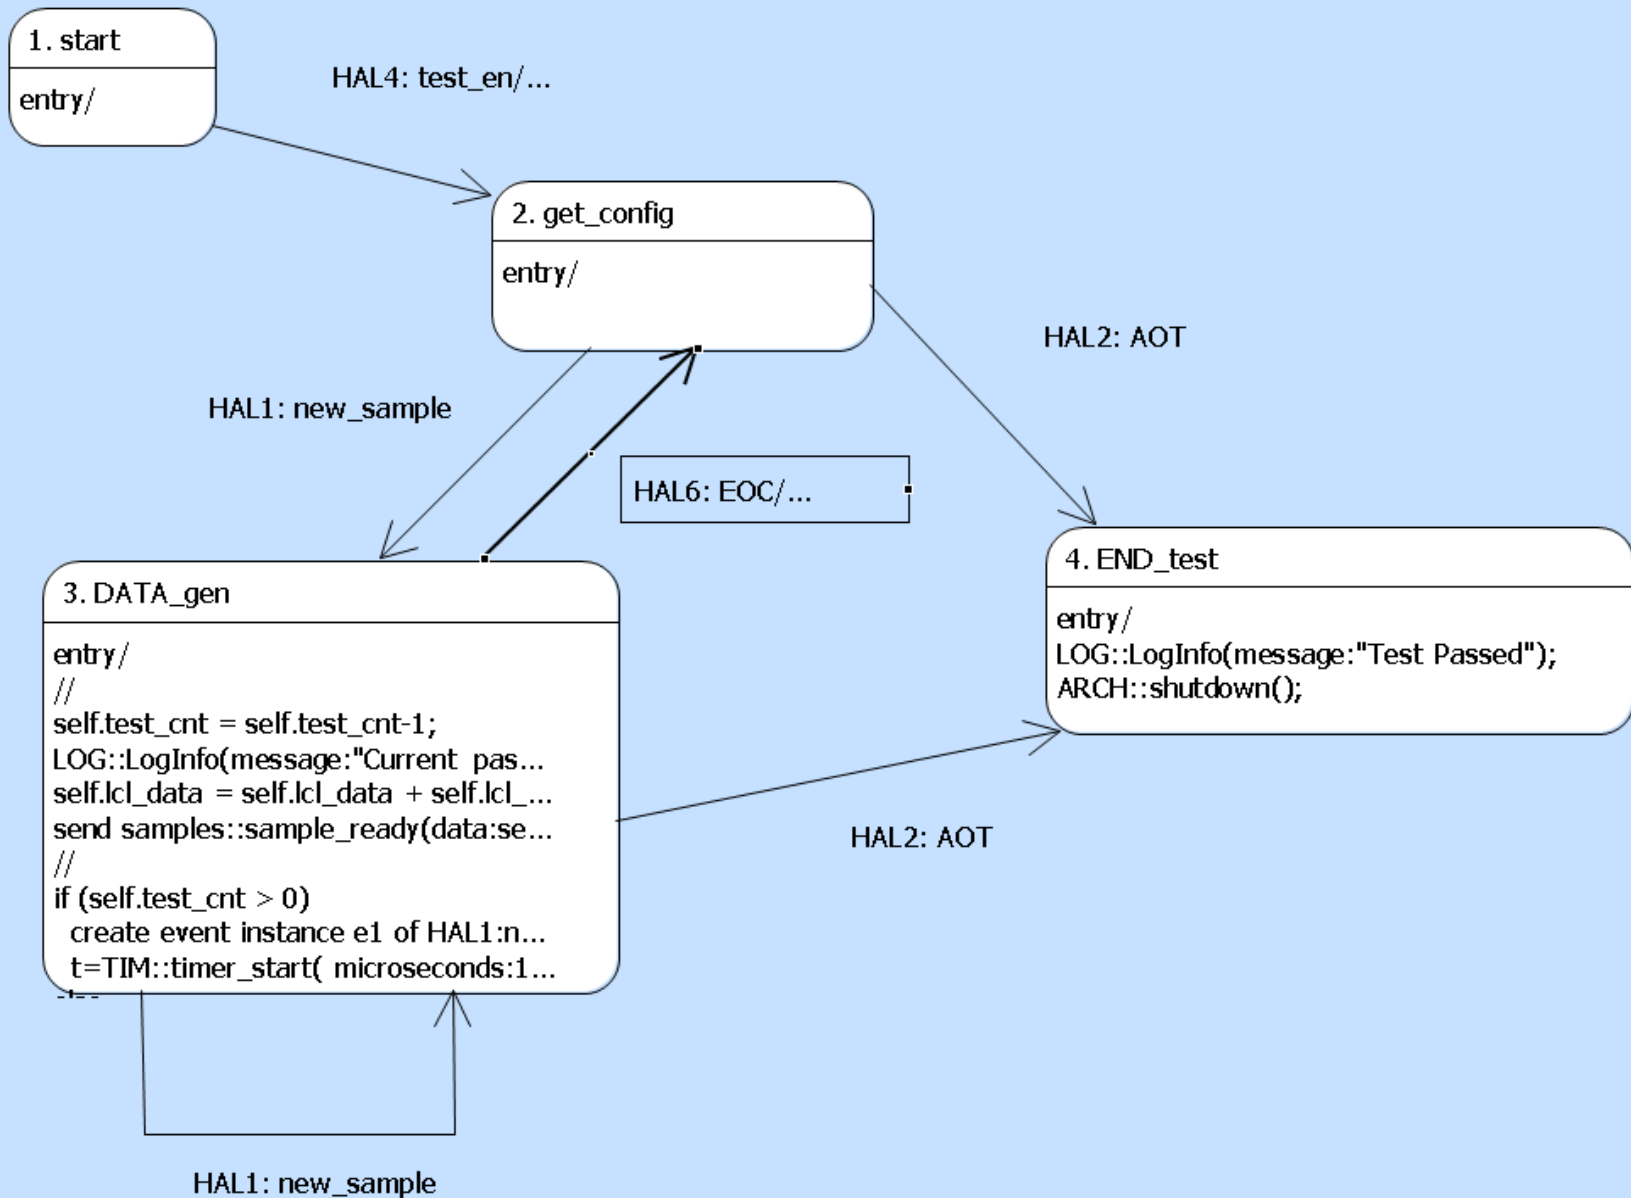 1. start
entry/
HAL4: test_en/...
2. get_config
entry/
HAL2: AOT
HAL1: new_sample
HAL6: EOC/...
3. DATA_gen
entry/
//
self.test_cnt = self.test_cnt-1;
LOG::LogInfo(message:"Current pas...
self.lcl_data = self.lcl_data + self.lcl_...
send samples::sample_ready(data:se...
//
if (self.test_cnt > 0)
create event instance e1 of HAL1:n...
t=TIM::timer_start( microseconds:1...
4. END_test
entry/
LOG::LogInfo(message:"Test Passed");
ARCH::shutdown();
HAL2: AOT
HAL1: new_sample